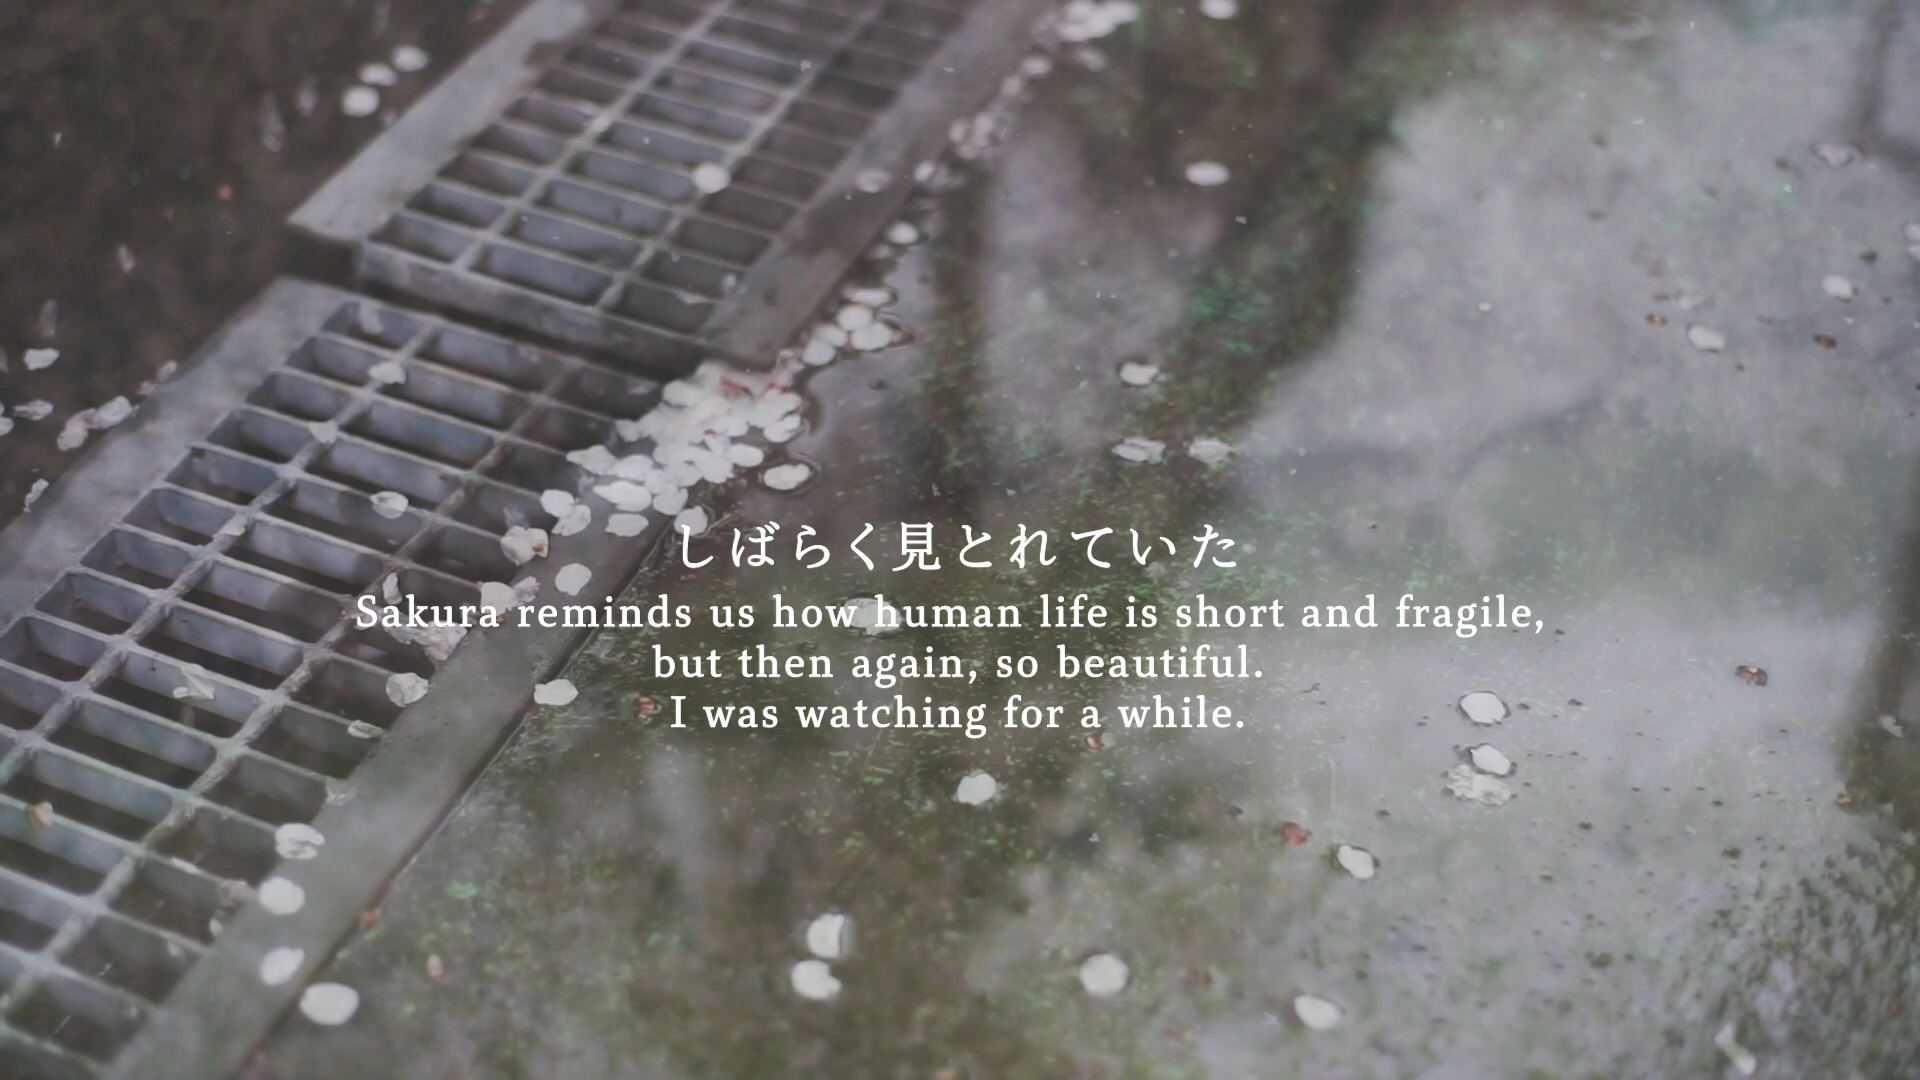 しばらく見とれていた
Sakura reminds us how human life is short and fragile,
but then again, so beautiful.
I was watching for a while.